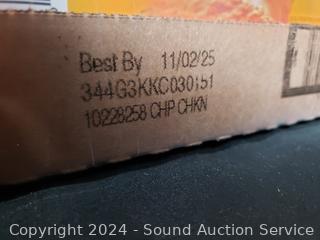 Best By 11/02/25
344G3KKC030151
10228258 CHP CHKN
Copyright 2024 - Sound Auction Service